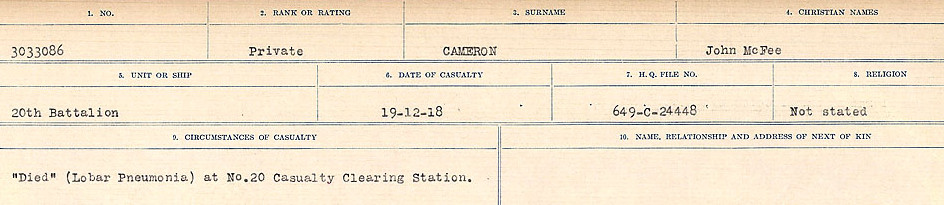 1. NO. 2. RANK OR RATING 3. SURNAME 4. CHRISTIAN NAMES
3033086 Private CAMERON John McFee
5. UNIT OR SHIP 6. DATE OF CASUALTY 7. H. Q. FILE NO. 8. RELIGION
20th Battalion 19-12-18 649-C-24448 Not stated
9. CIRCUMSTANCES OF CASUALTY 10. NAME, RELATIONSHIP AND ADDRESS OF NEXT OF KIN
"Died" (Lobar Pneumonia) at No.20 Casualty Clearing Station.